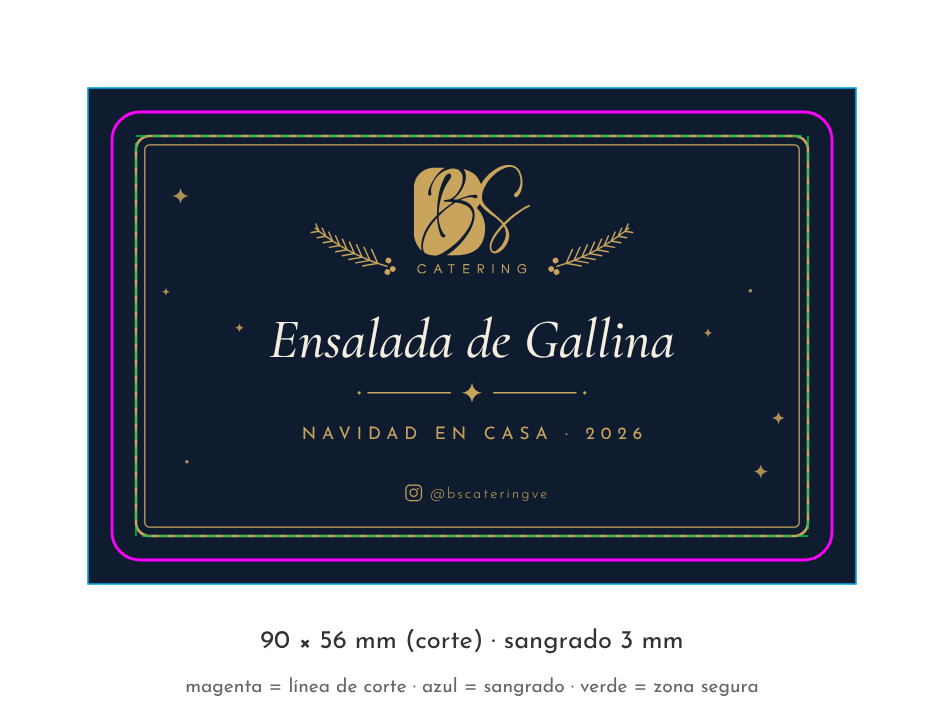 BS
CATERING
Ensalada de Gallina
NAVIDAD EN CASA · 2026
@bscateringve
90 × 56 mm (corte) · sangrado 3 mm
magenta = línea de corte · azul = sangrado · verde = zona segura